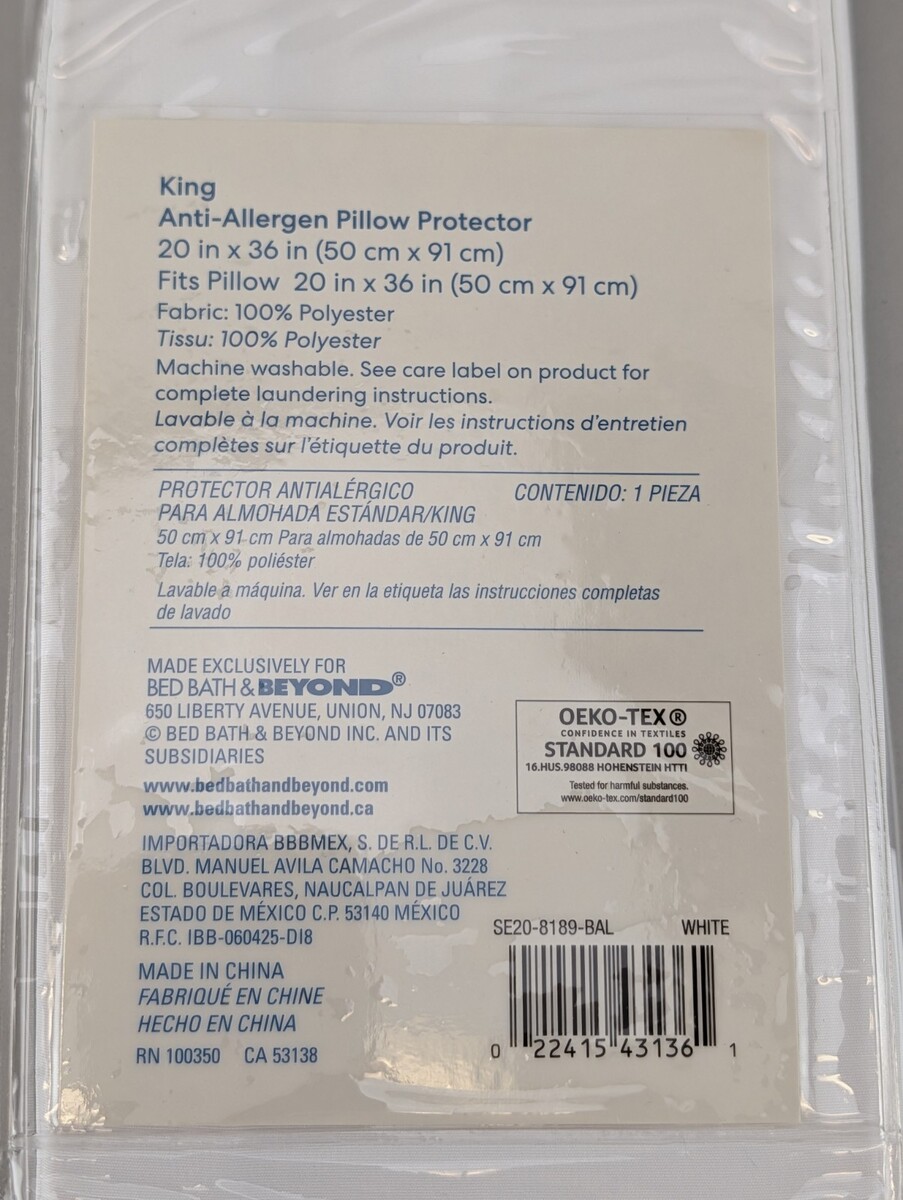 King
Anti-Allergen Pillow Protector
20 in x 36 in (50 cm x 91 cm)
Fits Pillow 20 in x 36 in (50 cm x 91 cm)
Fabric: 100% Polyester
Tissu: 100% Polyester
Machine washable. See care label on product for
complete laundering instructions.
Lavable à la machine. Voir les instructions d'entretien
complètes sur l'étiquette du produit.
PROTECTOR ANTIALÉRGICO CONTENIDO: 1 PIEZA
PARA ALMOHADA ESTÁNDAR/KING
50 cm x 91 cm Para almohadas de 50 cm x 91 cm
Tela: 100% poliéster
Lavable a máquina. Ver en la etiqueta las instrucciones completas
de lavado
MADE EXCLUSIVELY FOR
BED BATH & BEYOND®
650 LIBERTY AVENUE, UNION, NJ 07083
© BED BATH & BEYOND INC. AND ITS
SUBSIDIARIES
www.bedbathandbeyond.com
www.bedbathandbeyond.ca
OEKO-TEX®
CONFIDENCE IN TEXTILES
STANDARD 100
16.HUS.98088 HOHENSTEIN HTTI
Tested for harmful substances.
www.oeko-tex.com/standard100
IMPORTADORA BBBMEX, S. DE R.L. DE C.V.
BLVD. MANUEL AVILA CAMACHO No. 3228
COL. BOULEVARES, NAUCALPAN DE JUÁREZ
ESTADO DE MÉXICO C.P. 53140 MÉXICO
R.F.C. IBB-060425-DI8
MADE IN CHINA
FABRIQUÉ EN CHINE
HECHO EN CHINA
RN 100350 CA 53138
SE20-8189-BAL WHITE
0 22415 43136 1